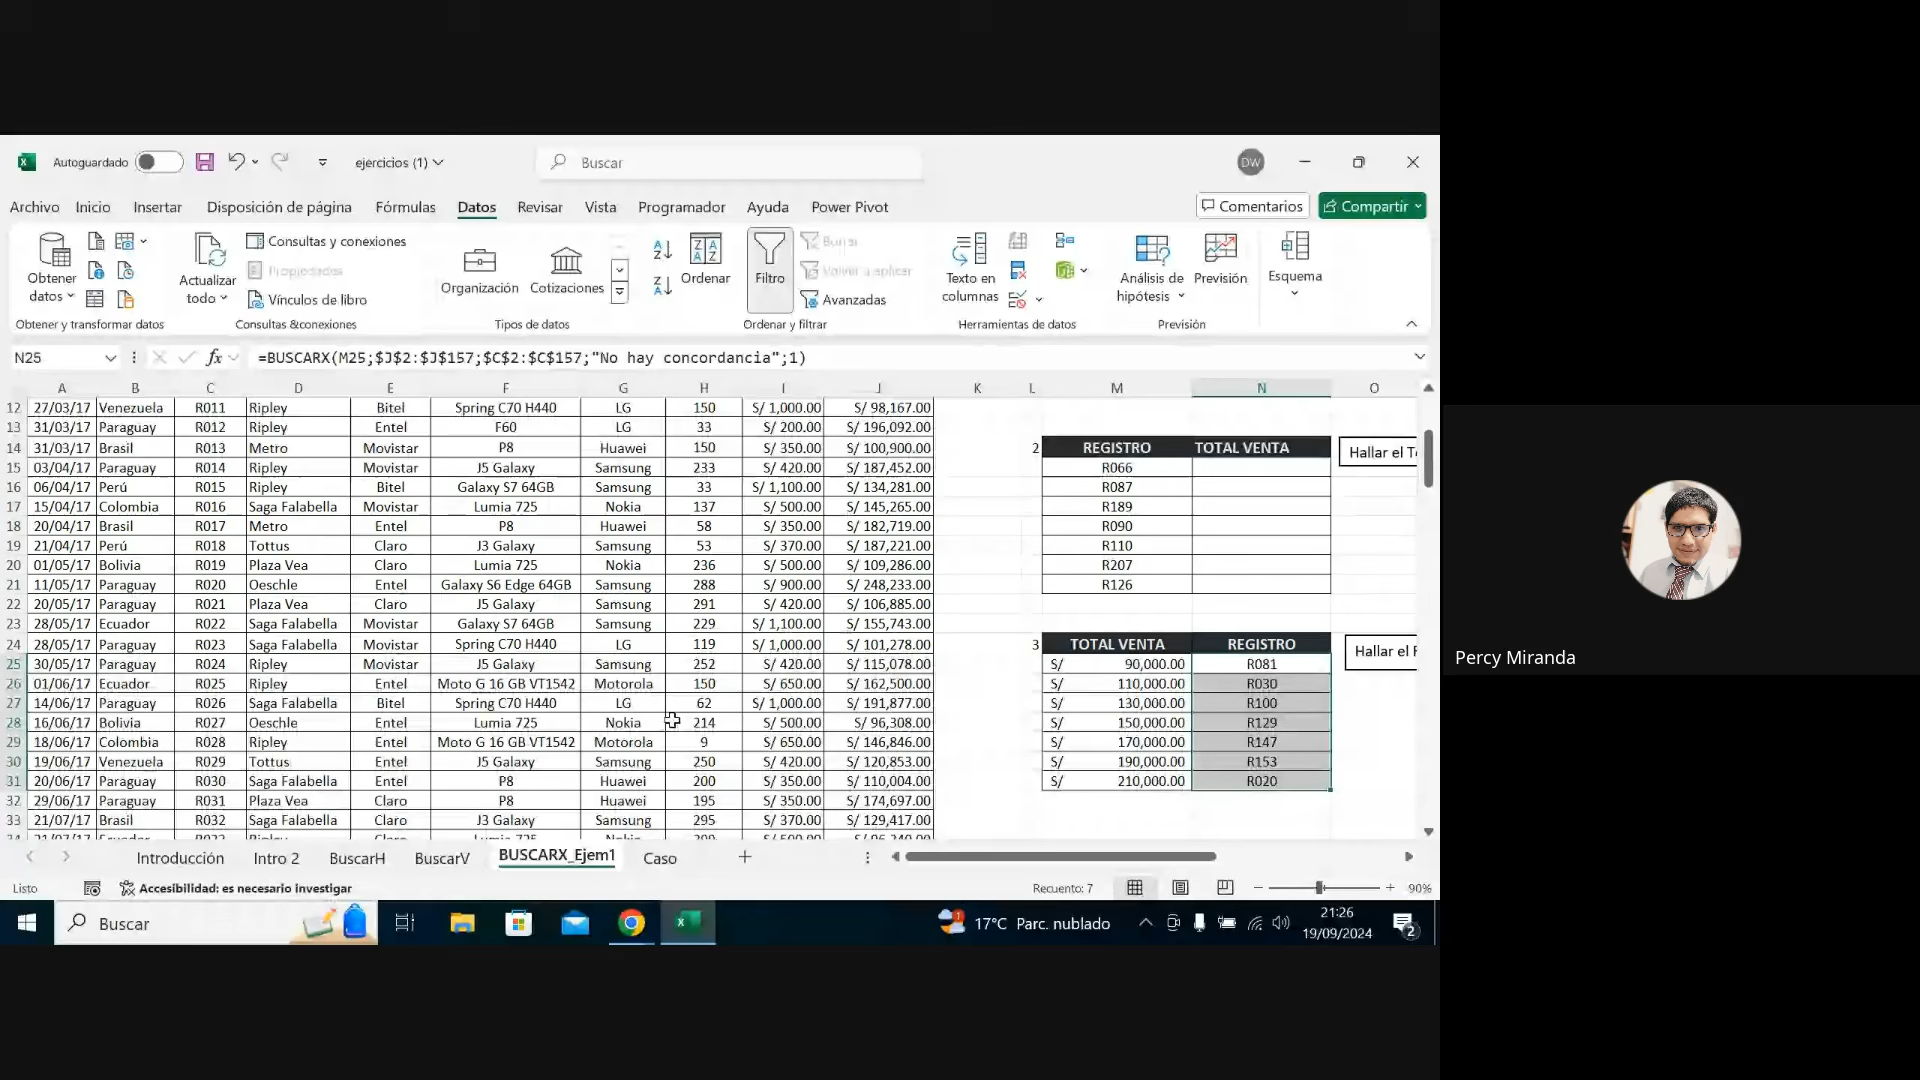 Autoguardado
ejercicios (1)
Buscar
DW
Archivo Inicio Insertar Disposición de página Fórmulas Datos Revisar Vista Programador Ayuda Power Pivot
Comentarios Compartir
Obtener datos
Actualizar todo
Consultas y conexiones
Propiedades
Vínculos de libro
Organización Cotizaciones
Ordenar
Filtro
Borrar
Volver a aplicar
Avanzadas
Texto en columnas
Análisis de hipótesis
Previsión
Esquema
Obtener y transformar datos Consultas &conexiones Tipos de datos Ordenar y filtrar Herramientas de datos Previsión
N25 fx =BUSCARX(M25;$J$2:$J$157;$C$2:$C$157;"No hay concordancia";1)
A B C D E F G H I J K L M N O
12 27/03/17 Venezuela R011 Ripley Bitel Spring C70 H440 LG 150 S/ 1,000.00 S/ 98,167.00
13 31/03/17 Paraguay R012 Ripley Entel F60 LG 33 S/ 200.00 S/ 196,092.00
14 31/03/17 Brasil R013 Metro Movistar P8 Huawei 150 S/ 350.00 S/ 100,900.00 2 REGISTRO TOTAL VENTA Hallar el T
15 03/04/17 Paraguay R014 Ripley Movistar J5 Galaxy Samsung 233 S/ 420.00 S/ 187,452.00 R066
16 06/04/17 Perú R015 Ripley Bitel Galaxy S7 64GB Samsung 33 S/ 1,100.00 S/ 134,281.00 R087
17 15/04/17 Colombia R016 Saga Falabella Movistar Lumia 725 Nokia 137 S/ 500.00 S/ 145,265.00 R189
18 20/04/17 Brasil R017 Metro Entel P8 Huawei 58 S/ 350.00 S/ 182,719.00 R090
19 21/04/17 Perú R018 Tottus Claro J3 Galaxy Samsung 53 S/ 370.00 S/ 187,221.00 R110
20 01/05/17 Bolivia R019 Plaza Vea Claro Lumia 725 Nokia 236 S/ 500.00 S/ 109,286.00 R207
21 11/05/17 Paraguay R020 Oeschle Entel Galaxy S6 Edge 64GB Samsung 288 S/ 900.00 S/ 248,233.00 R126
22 20/05/17 Paraguay R021 Plaza Vea Claro J5 Galaxy Samsung 291 S/ 420.00 S/ 106,885.00
23 28/05/17 Ecuador R022 Saga Falabella Movistar Galaxy S7 64GB Samsung 229 S/ 1,100.00 S/ 155,743.00
24 28/05/17 Paraguay R023 Saga Falabella Movistar Spring C70 H440 LG 119 S/ 1,000.00 S/ 101,278.00 3 TOTAL VENTA REGISTRO Hallar el
25 30/05/17 Paraguay R024 Ripley Movistar J5 Galaxy Samsung 252 S/ 420.00 S/ 115,078.00 S/ 90,000.00 R081
26 01/06/17 Ecuador R025 Ripley Entel Moto G 16 GB VT1542 Motorola 150 S/ 650.00 S/ 162,500.00 S/ 110,000.00 R030
27 14/06/17 Paraguay R026 Saga Falabella Bitel Spring C70 H440 LG 62 S/ 1,000.00 S/ 191,877.00 S/ 130,000.00 R100
28 16/06/17 Bolivia R027 Oeschle Entel Lumia 725 Nokia 214 S/ 500.00 S/ 96,308.00 S/ 150,000.00 R129
29 18/06/17 Colombia R028 Ripley Entel Moto G 16 GB VT1542 Motorola 9 S/ 650.00 S/ 146,846.00 S/ 170,000.00 R147
30 19/06/17 Venezuela R029 Tottus Entel J5 Galaxy Samsung 250 S/ 420.00 S/ 120,853.00 S/ 190,000.00 R153
31 20/06/17 Paraguay R030 Saga Falabella Entel P8 Huawei 200 S/ 350.00 S/ 110,004.00 S/ 210,000.00 R020
32 29/06/17 Paraguay R031 Plaza Vea Claro P8 Huawei 195 S/ 350.00 S/ 174,697.00
33 21/07/17 Brasil R032 Saga Falabella Claro J3 Galaxy Samsung 295 S/ 370.00 S/ 129,417.00
Introducción Intro 2 BuscarH BuscarV BUSCARX_Ejem1 Caso
Listo Accesibilidad: es necesario investigar Recuento: 7 90%
Buscar 17°C Parc. nublado 21:26
19/09/2024 2
Percy Miranda